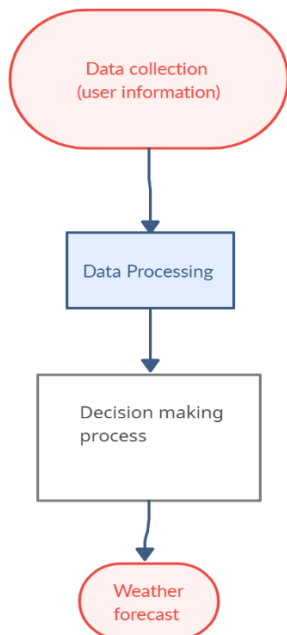 Data collection
(user information)
Data Processing
Decision making
process
Weather
forecast